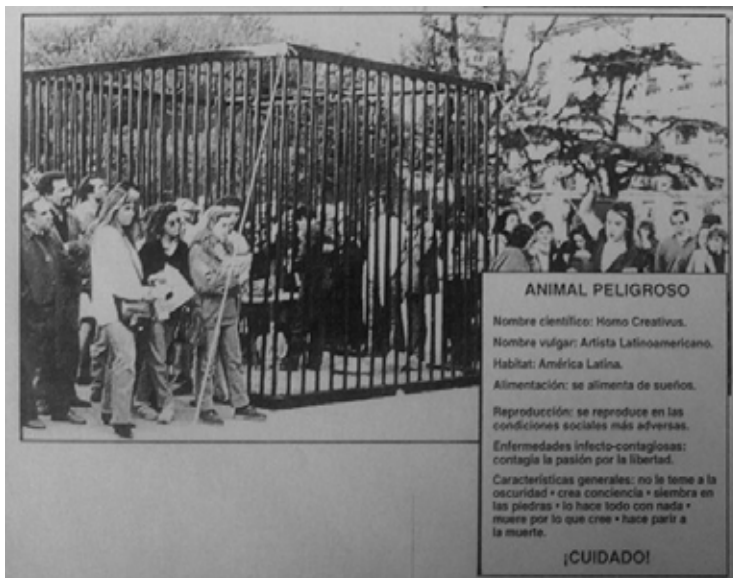 ANIMAL PELIGROSO
Nombre científico: Homo Creativus.
Nombre vulgar: Artista Latinoamericano.
Habitat: América Latina.
Alimentación: se alimenta de sueños.
Reproducción: se reproduce en las
condiciones sociales más adversas.
Enfermedades infecto-contagiosas:
contagia la pasión por la libertad.
Características generales: no le teme a la
oscuridad • crea conciencia • siembra en
las piedras • lo hace todo con nada •
muere por lo que cree • hace parir a
la muerte.
¡CUIDADO!